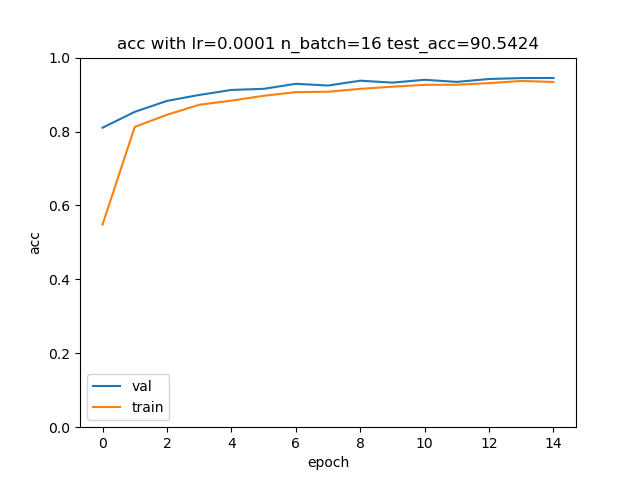 acc with lr=0.0001 n_batch=16 test_acc=90.5424
1.0
0.8
0.6
0.4
0.2
0.0
acc
val
train
0 2 4 6 8 10 12 14
epoch